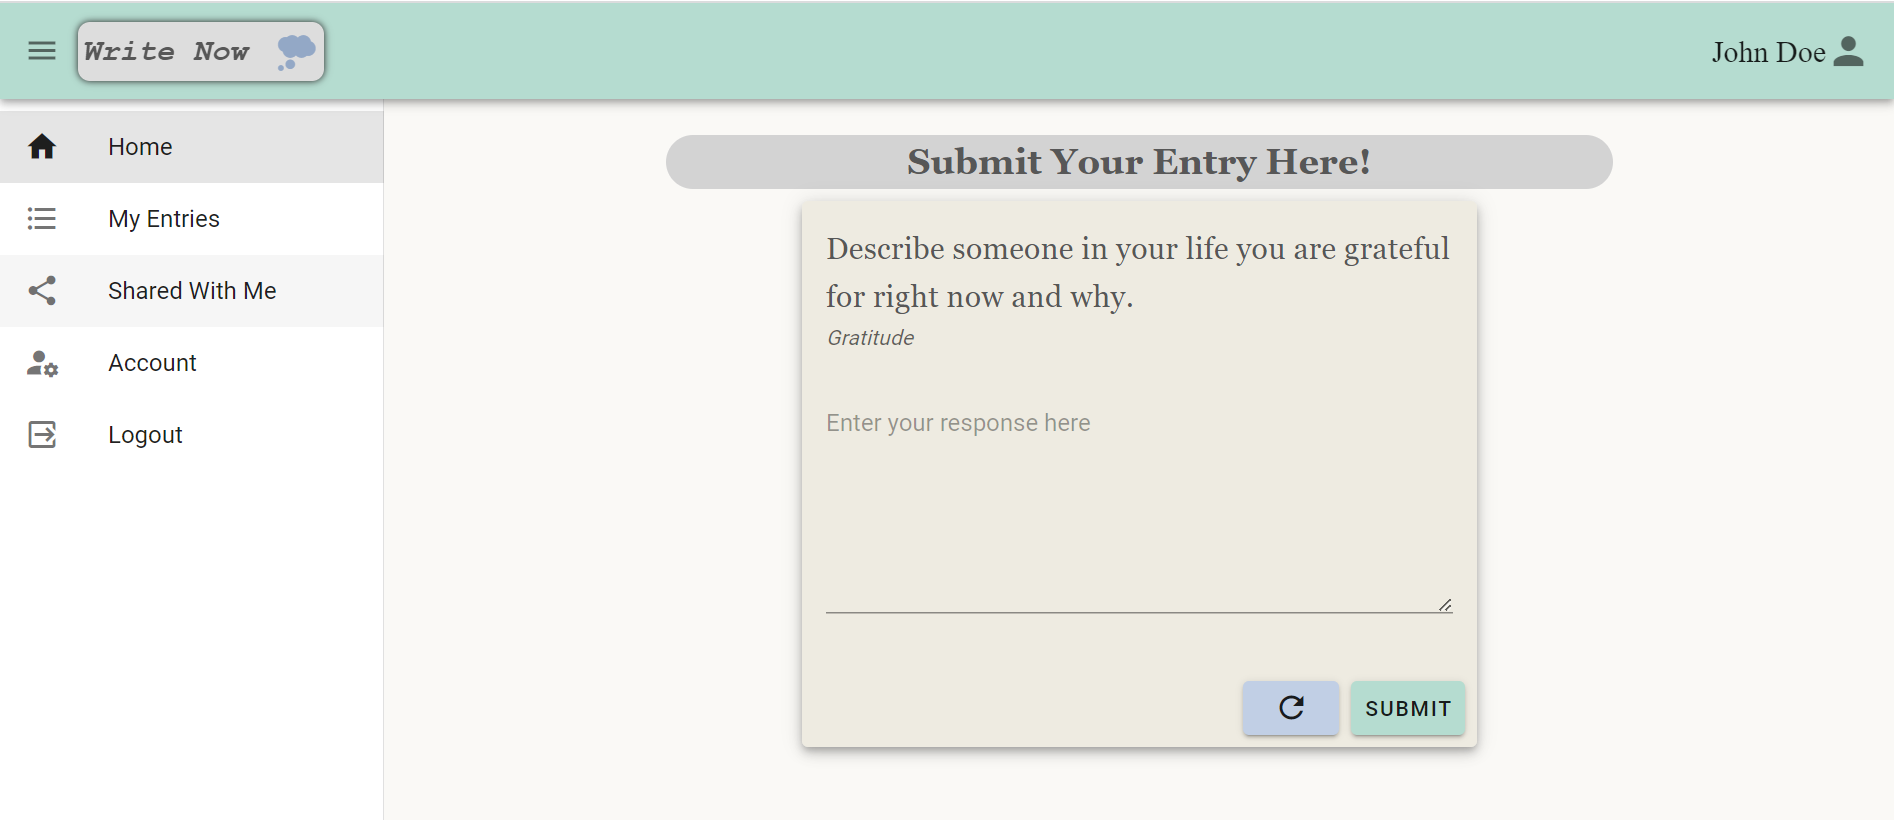 Write Now
John Doe
Home
My Entries
Shared With Me
Account
Logout
Submit Your Entry Here!
Describe someone in your life you are grateful
for right now and why.
Gratitude
Enter your response here
SUBMIT